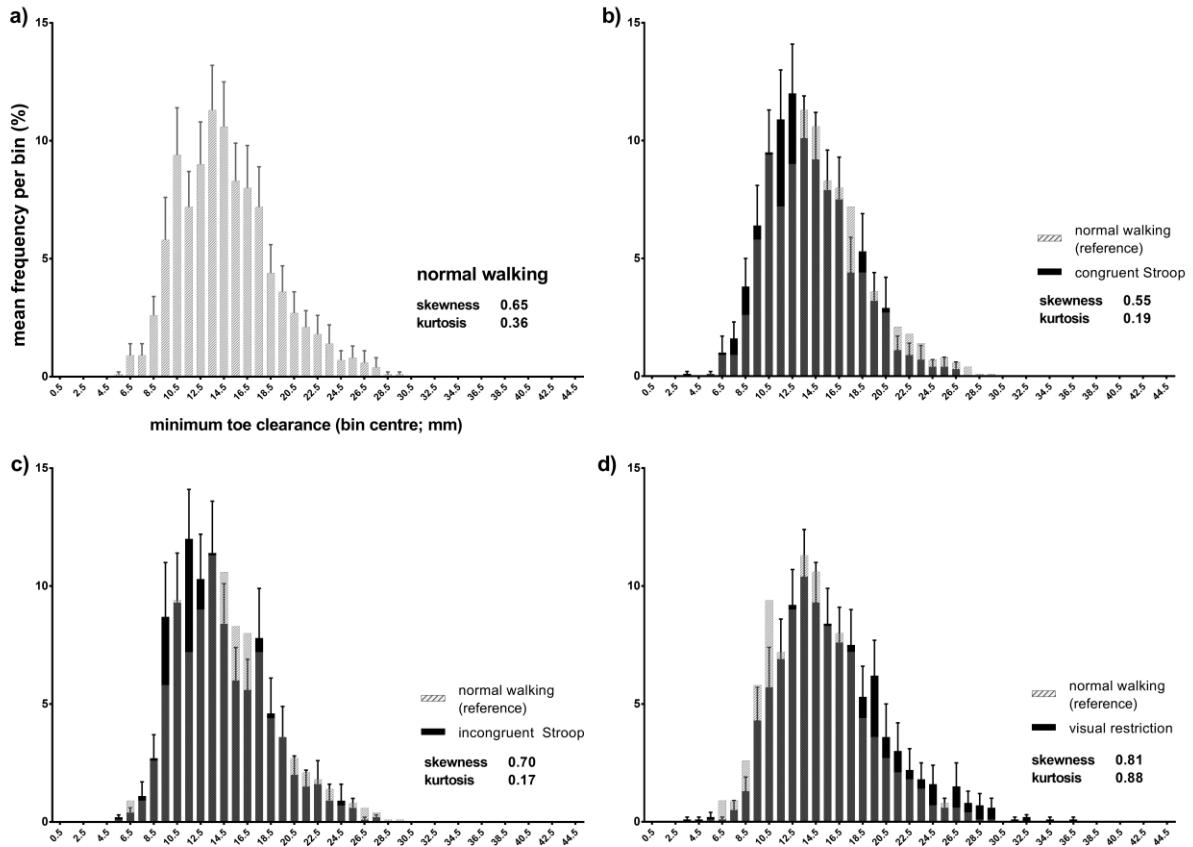 a)
15
10
5
0
mean frequency per bin (%)
normal walking
skewness 0.65
kurtosis 0.36
0.5 2.5 4.5 6.5 8.5 10.5 12.5 14.5 16.5 18.5 20.5 22.5 24.5 26.5 28.5 30.5 32.5 34.5 36.5 38.5 40.5 42.5 44.5
minimum toe clearance (bin centre; mm)
b)
15
10
5
0
normal walking
(reference)
congruent Stroop
skewness 0.55
kurtosis 0.19
0.5 2.5 4.5 6.5 8.5 10.5 12.5 14.5 16.5 18.5 20.5 22.5 24.5 26.5 28.5 30.5 32.5 34.5 36.5 38.5 40.5 42.5 44.5
c)
15
10
5
0
normal walking
(reference)
incongruent Stroop
skewness 0.70
kurtosis 0.17
0.5 2.5 4.5 6.5 8.5 10.5 12.5 14.5 16.5 18.5 20.5 22.5 24.5 26.5 28.5 30.5 32.5 34.5 36.5 38.5 40.5 42.5 44.5
d)
15
10
5
0
normal walking
(reference)
visual restriction
skewness 0.81
kurtosis 0.88
0.5 2.5 4.5 6.5 8.5 10.5 12.5 14.5 16.5 18.5 20.5 22.5 24.5 26.5 28.5 30.5 32.5 34.5 36.5 38.5 40.5 42.5 44.5